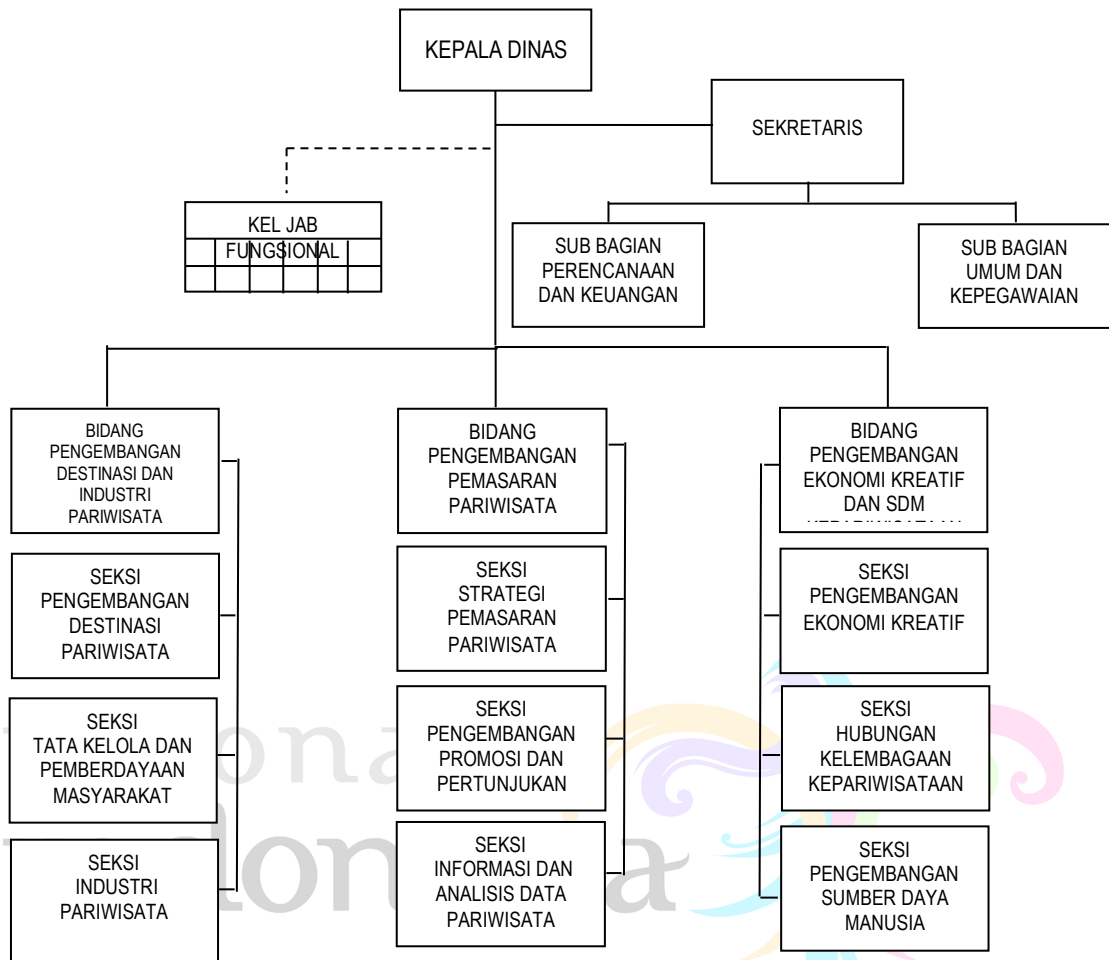 KEPALA DINAS
SEKRETARIS
KEL JAB
FUNGSIONAL
SUB BAGIAN
PERENCANAAN
DAN KEUANGAN
SUB BAGIAN
UMUM DAN
KEPEGAWAIAN
BIDANG
PENGEMBANGAN
DESTINASI DAN
INDUSTRI
PARIWISATA
BIDANG
PENGEMBANGAN
PEMASARAN
PARIWISATA
BIDANG
PENGEMBANGAN
EKONOMI KREATIF
DAN SDM
SEKSI
PENGEMBANGAN
DESTINASI
PARIWISATA
SEKSI
STRATEGI
PEMASARAN
PARIWISATA
SEKSI
PENGEMBANGAN
EKONOMI KREATIF
SEKSI
TATA KELOLA DAN
PEMBERDAYAAN
MASYARAKAT
SEKSI
PENGEMBANGAN
PROMOSI DAN
PERTUNJUKAN
SEKSI
HUBUNGAN
KELEMBAGAAN
KEPARIWISATAAN
SEKSI
INDUSTRI
PARIWISATA
SEKSI
INFORMASI DAN
ANALISIS DATA
PARIWISATA
SEKSI
PENGEMBANGAN
SUMBER DAYA
MANUSIA